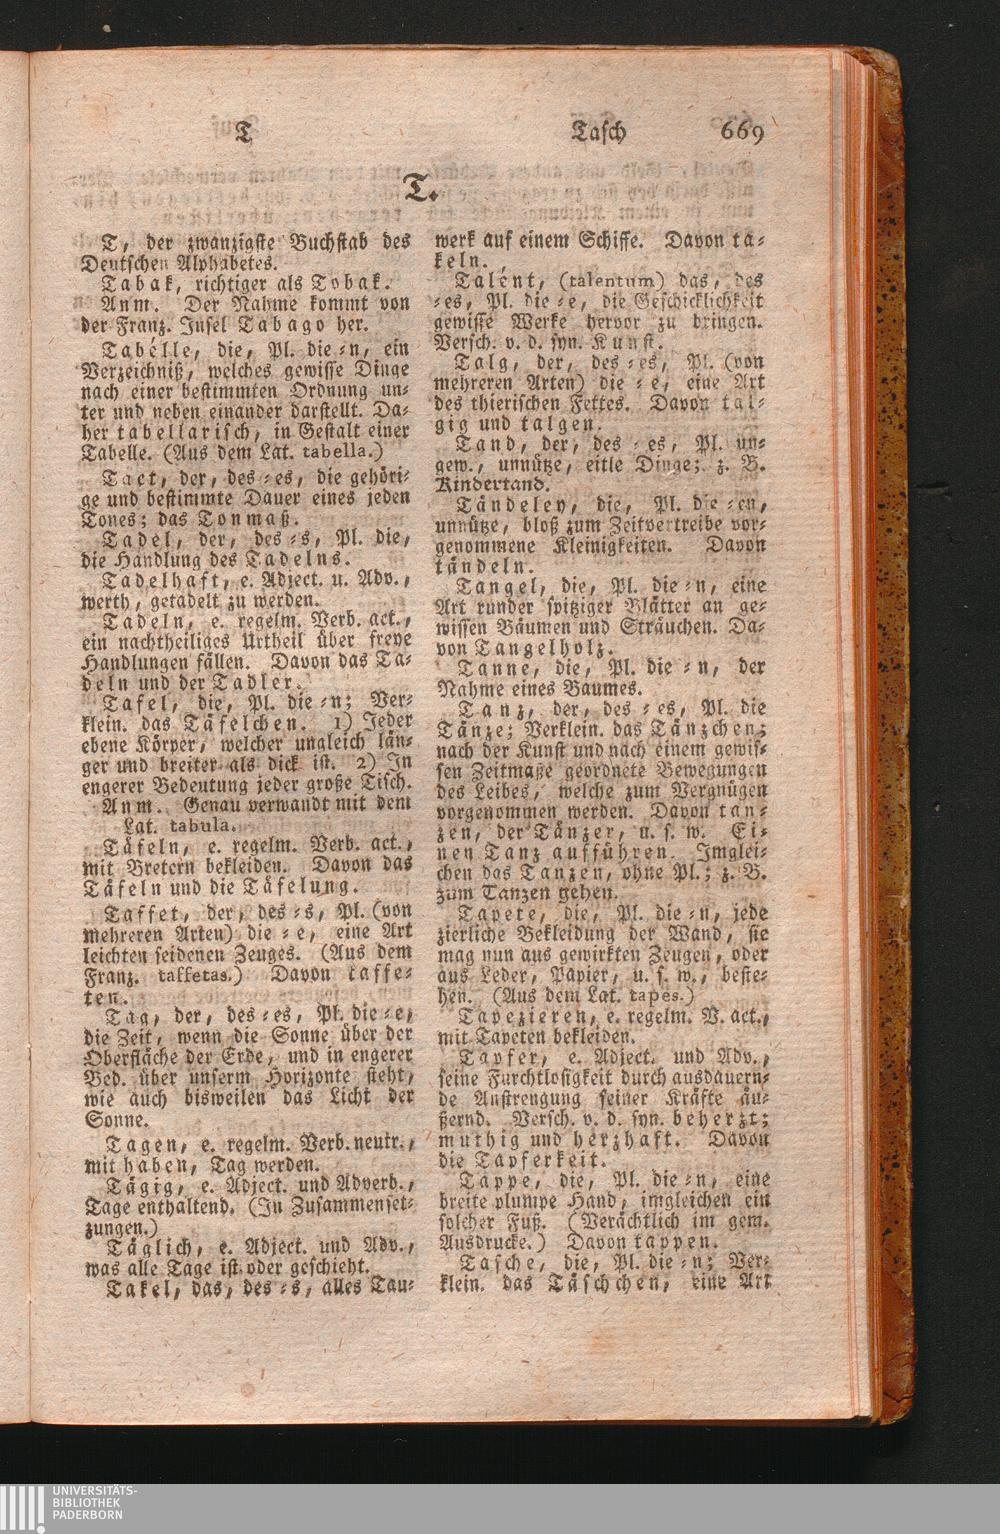 T Tasch 669
T.
T, der zwanzigste Buchstab des
Deutschen Alphabetes.
Tabak, richtiger als Tobak.
Anm. Der Nahme kommt von
der Franz. Insel Tabago her.
Tabélle, die, Pl. die-n, ein
Verzeichniß, welches gewisse Dinge
nach einer bestimmten Ordnung un-
ter und neben einander darstellt. Da-
her tabellarisch, in Gestalt einer
Tabelle. (Aus dem Lat. tabella.)
Tact, der, des-es, die gehöri-
ge und bestimmte Dauer eines jeden
Tones; das Tonmaß.
Tadel, der, des-s, Pl. die,
die Handlung des Tadelns.
Tadelhaft, e. Adject. u. Adv.,
werth, getadelt zu werden.
Tadeln, e. regelm. Verb. act.,
ein nachtheiliges Urtheil über freye
Handlungen fällen. Davon das Ta-
deln und der Tadler.
Tafel, die, Pl. die-n; Ver-
klein. das Täfelchen. 1) Jeder
ebene Körper, welcher ungleich län-
ger und breiter als dick ist. 2) In
engerer Bedeutung jeder große Tisch.
Anm. Genau verwandt mit dem
Lat. tabula.
Täfeln, e. regelm. Verb. act.,
mit Bretern bekleiden. Davon das
Täfeln und die Täfelung.
Taffet, der, des-s, Pl. (von
mehreren Arten) die-e, eine Art
leichten seidenen Zeuges. (Aus dem
Franz. taffetas.) Davon taffe-
ten.
Tag, der, des-es, Pl. die-e,
die Zeit, wenn die Sonne über der
Oberfläche der Erde, und in engerer
Bed. über unserm Horizonte steht,
wie auch bisweilen das Licht der
Sonne.
Tagen, e. regelm. Verb. neutr.,
mit haben, Tag werden.
Tägig, e. Adject. und Adverb.,
Tage enthaltend. (In Zusammenset-
zungen.)
Täglich, e. Adject. und Adv.,
was alle Tage ist oder geschieht.
Takel, das, des-s, alles Tau-
werk auf einem Schiffe. Davon ta-
keln.
Talént, (talentum) das, des
-es, Pl. die-e, die Geschicklichkeit
gewisse Werke hervor zu bringen.
Versch. v. d. syn. Kunst.
Talg, der, des-es, Pl. (von
mehreren Arten) die-e, eine Art
des thierischen Fettes. Davon tal-
gig und talgen.
Tand, der, des-es, Pl. un-
gew., unnütze, eitle Dinge; z. B.
Kindertand.
Tändeley, die, Pl. die-en,
unnütze, bloß zum Zeitvertreibe vor-
genommene Kleinigkeiten. Davon
tändeln.
Tangel, die, Pl. die-n, eine
Art runder spitziger Blätter an ge-
wissen Bäumen und Sträuchen. Da-
von Tangelholz.
Tanne, die, Pl. die-n, der
Nahme eines Baumes.
Tanz, der, des-es, Pl. die
Tänze; Verklein. das Tänzchen;
nach der Kunst und nach einem gewis-
sen Zeitmaße geordnete Bewegungen
des Leibes, welche zum Vergnügen
vorgenommen werden. Davon tan-
zen, der Tänzer, u. s. w. Ei-
nen Tanz aufführen. Imglei-
chen das Tanzen, ohne Pl.; z. B.
zum Tanzen gehen.
Tapete, die, Pl. die-n, jede
zierliche Bekleidung der Wand, sie
mag nun aus gewirkten Zeugen, oder
aus Leder, Papier, u. s. w., beste-
hen. (Aus dem Lat. tapes.)
Tapezieren, e. regelm. V. act.,
mit Tapeten bekleiden.
Tapfer, e. Adject. und Adv.,
seine Furchtlosigkeit durch ausdauern-
de Anstrengung seiner Kräfte äu-
ßernd. Versch. v. d. syn. beherzt;
muthig und herzhaft. Davon
die Tapferkeit.
Tappe, die, Pl. die-n, eine
breite plumpe Hand, imgleichen ein
solcher Fuß. (Verächtlich im gem.
Ausdrucke.) Davon tappen.
Tasche, die, Pl. die-n; Ver-
klein. das Täschchen, eine Art
UNIVERSITÄTS-
BIBLIOTHEK
PADERBORN